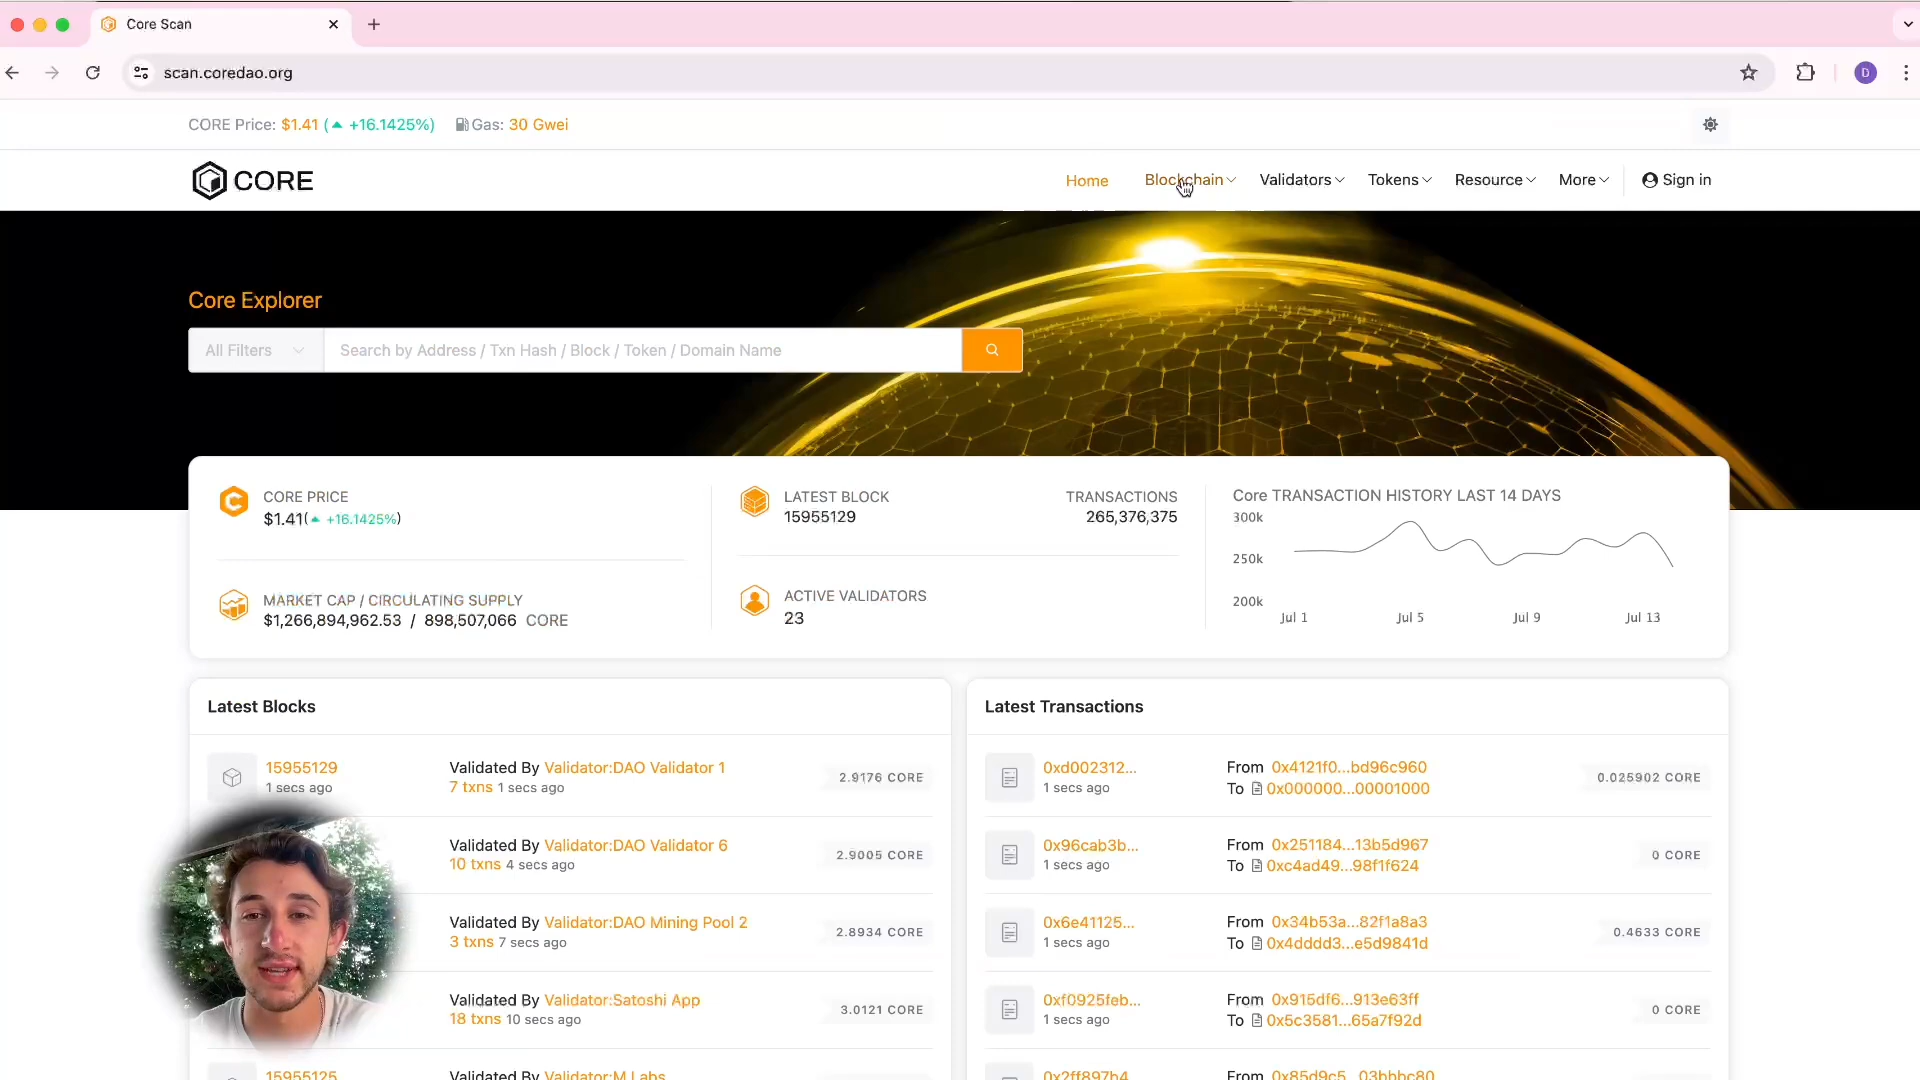 Core Scan
scan.coredao.org
D
CORE Price: $1.41 ( +16.1425%) Gas: 30 Gwei
CORE
Home Blockchain Validators Tokens Resource More Sign in
Core Explorer
All Filters Search by Address / Txn Hash / Block / Token / Domain Name
CORE PRICE
$1.41( +16.1425%)
MARKET CAP / CIRCULATING SUPPLY
$1,266,894,962.53 / 898,507,066 CORE
LATEST BLOCK
15955129
TRANSACTIONS
265,376,375
ACTIVE VALIDATORS
23
Core TRANSACTION HISTORY LAST 14 DAYS
300k
250k
200k
Jul 1 Jul 5 Jul 9 Jul 13
Latest Blocks
15955129
1 secs ago
Validated By Validator:DAO Validator 1
7 txns 1 secs ago
2.9176 CORE
Validated By Validator:DAO Validator 6
10 txns 4 secs ago
2.9005 CORE
Validated By Validator:DAO Mining Pool 2
3 txns 7 secs ago
2.8934 CORE
Validated By Validator:Satoshi App
18 txns 10 secs ago
3.0121 CORE
15955125
Validated By Validator:M Labs
Latest Transactions
0xd002312...
1 secs ago
From 0x4121f0...bd96c960
To 0x000000...00001000
0.025902 CORE
0x96cab3b...
1 secs ago
From 0x251184...13b5d967
To 0xc4ad49...98f1f624
0 CORE
0x6e41125...
1 secs ago
From 0x34b53a...82f1a8a3
To 0x4dddd3...e5d9841d
0.4633 CORE
0xf0925feb...
1 secs ago
From 0x915df6...913e63ff
To 0x5c3581...65a7f92d
0 CORE
0x2ff897b4...
From 0x85d9c5...03bbbc80